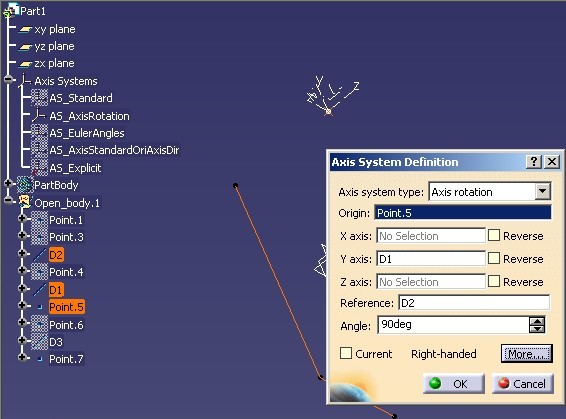 Part1
xy plane
yz plane
zx plane
Axis Systems
AS_Standard
AS_AxisRotation
AS_EulerAngles
AS_AxisStandardOriAxisDir
AS_Explicit
PartBody
Open_body.1
Point.1
Point.3
D2
Point.4
D1
Point.5
Point.6
D3
Point.7
Y
Z
Axis System Definition
Axis system type: Axis rotation
Origin: Point.5
X axis: No Selection Reverse
Y axis: D1 Reverse
Z axis: No Selection Reverse
Reference: D2
Angle: 90deg
Current Right-handed More...
OK Cancel